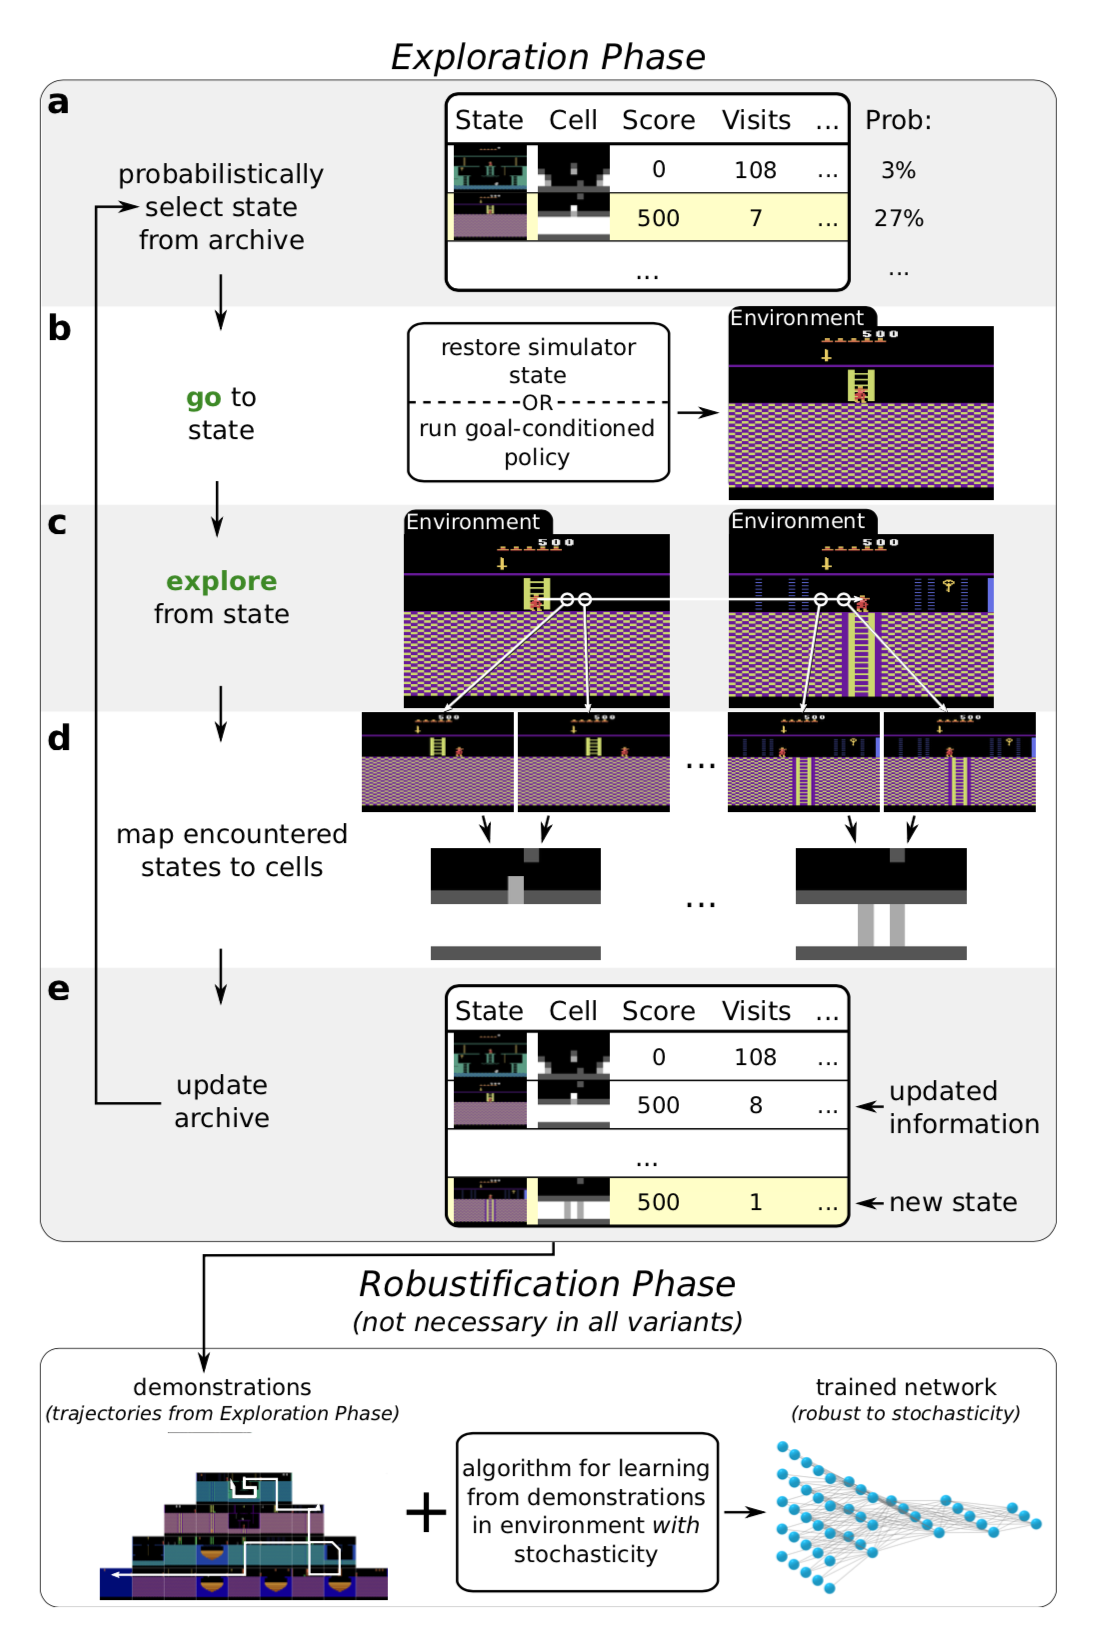 Exploration Phase
a
State Cell Score Visits ... Prob:
probabilistically
select state
from archive
0 108 ... 3%
500 7 ... 27%
... ...
b
go to
state
restore simulator
state
OR
run goal-conditioned
policy
Environment
500
c
explore
from state
Environment
500
Environment
500
d
500
500
...
500
500
map encountered
states to cells
...
e
update
archive
State Cell Score Visits ...
0 108 ...
500 8 ...
updated
information
...
500 1 ...
new state
Robustification Phase
(not necessary in all variants)
demonstrations
(trajectories from Exploration Phase)
+
algorithm for learning
from demonstrations
in environment with
stochasticity
trained network
(robust to stochasticity)